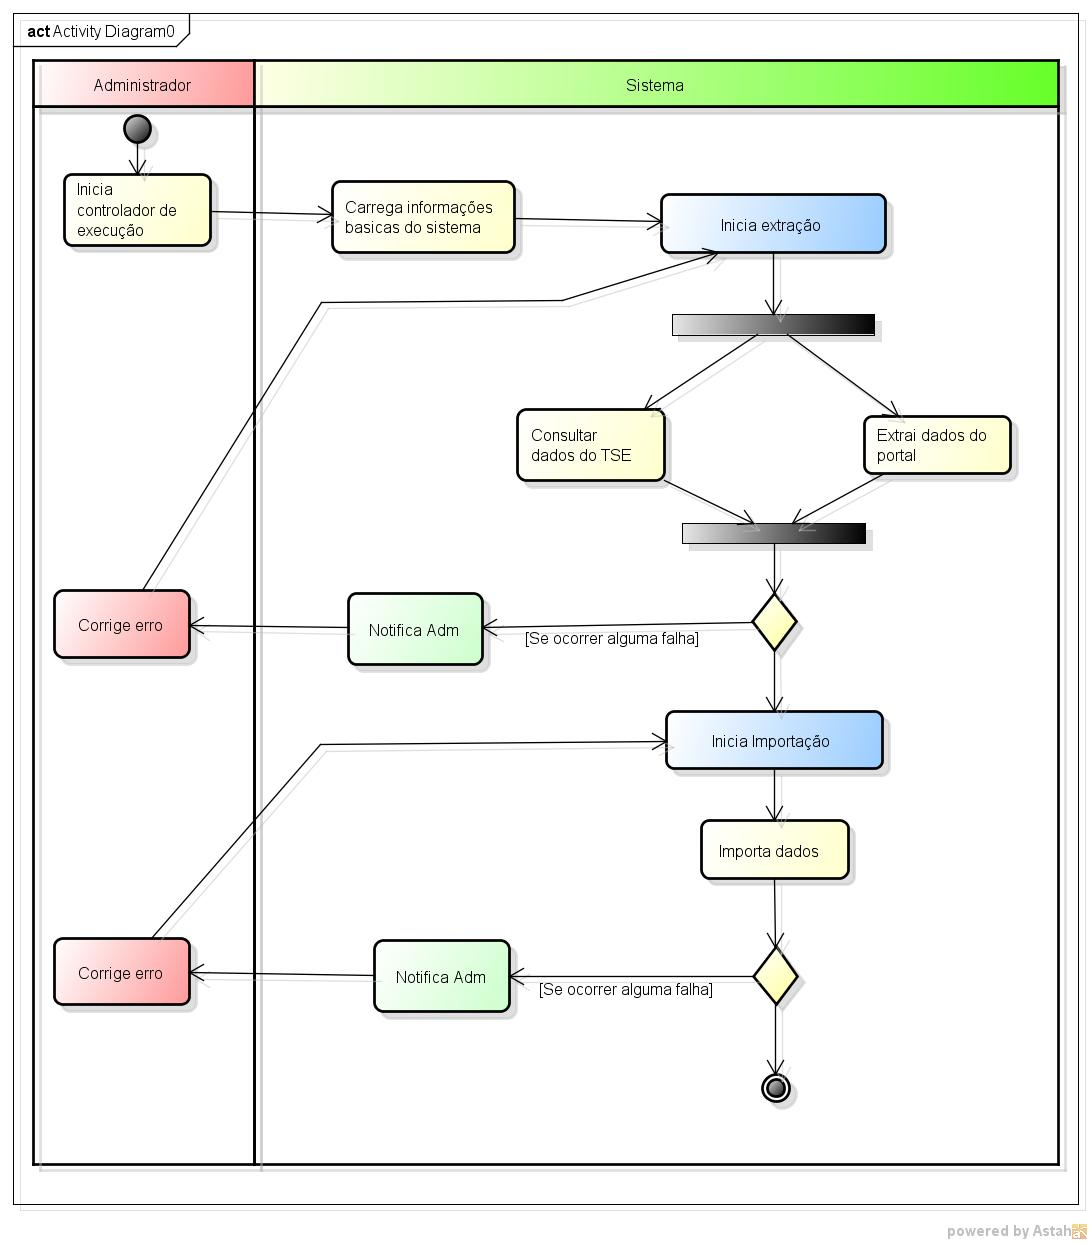 act Activity Diagram0
Administrador
Sistema
Inicia
controlador de
execução
Carrega informações
basicas do sistema
Inicia extração
Consultar
dados do TSE
Extrai dados do
portal
Corrige erro
Notifica Adm
[Se ocorrer alguma falha]
Inicia Importação
Importa dados
Corrige erro
Notifica Adm
[Se ocorrer alguma falha]
powered by Astah